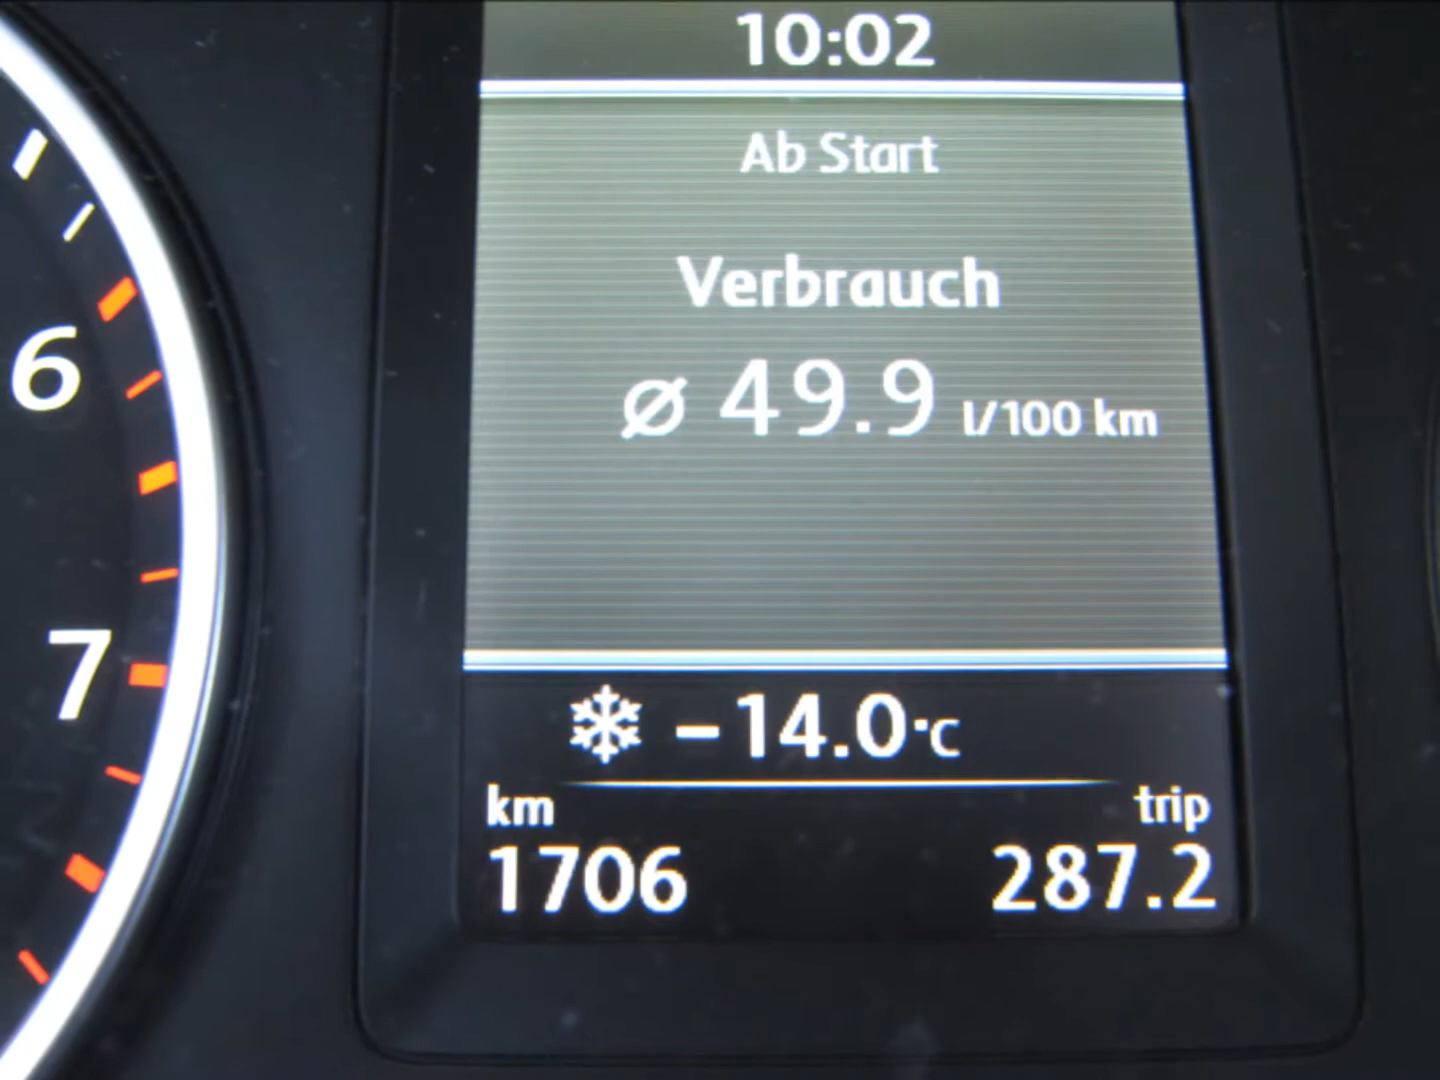 10:02
Ab Start
Verbrauch
ø 49.9 l/100 km
-14.0°C
km trip
1706 287.2
6
7